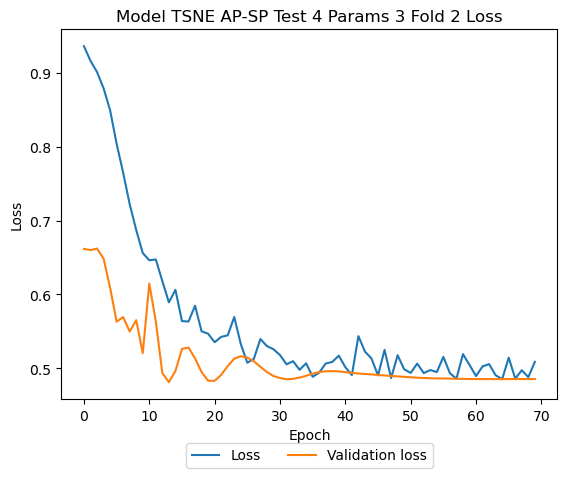 Model TSNE AP-SP Test 4 Params 3 Fold 2 Loss
0.9
0.8
0.7
0.6
0.5
Loss
0 10 20 30 40 50 60 70
Epoch
Loss Validation loss